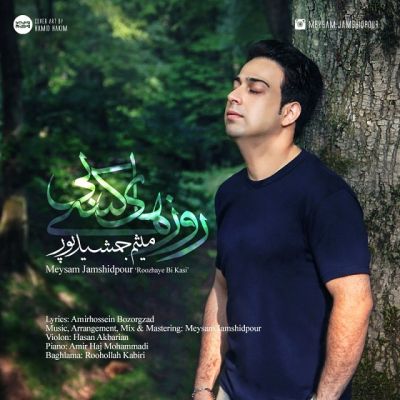 COVER ART BY
HAMID HAKIM
MEYSAM.JAMSHIDPOUR
روزهای بی کسی
میثم جمشیدپور
Meysam Jamshidpour 'Roozhaye Bi Kasi'
Lyrics: Amirhossein Bozorgzad
Music, Arrangement, Mix & Mastering: Meysam Jamshidpour
Violon: Hasan Akbarian
Piano: Amir Haj Mohammadi
Baghlama: Roohollah Kabiri